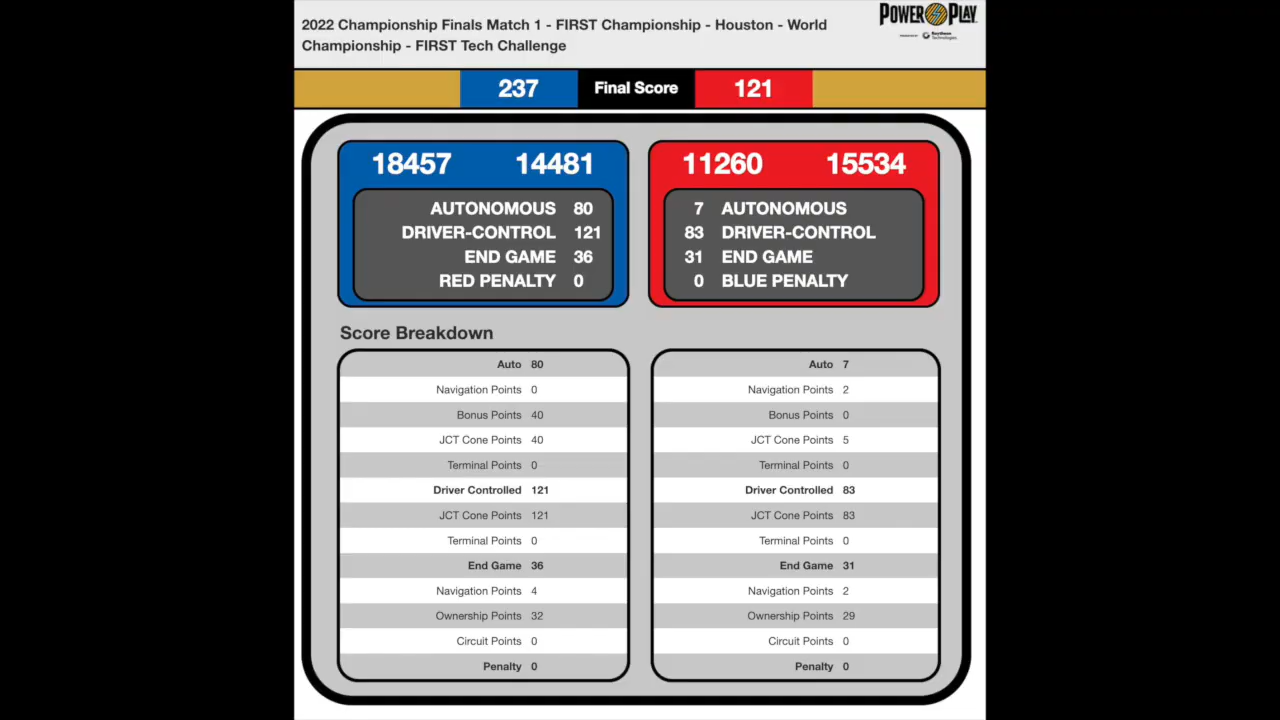 2022 Championship Finals Match 1 - FIRST Championship - Houston - World
Championship - FIRST Tech Challenge
POWER PLAY
PRESENTED BY Raytheon Technologies
237 Final Score 121
18457 14481
AUTONOMOUS 80
DRIVER-CONTROL 121
END GAME 36
RED PENALTY 0
11260 15534
7 AUTONOMOUS
83 DRIVER-CONTROL
31 END GAME
0 BLUE PENALTY
Score Breakdown
Auto 80
Navigation Points 0
Bonus Points 40
JCT Cone Points 40
Terminal Points 0
Driver Controlled 121
JCT Cone Points 121
Terminal Points 0
End Game 36
Navigation Points 4
Ownership Points 32
Circuit Points 0
Penalty 0
Auto 7
Navigation Points 2
Bonus Points 0
JCT Cone Points 5
Terminal Points 0
Driver Controlled 83
JCT Cone Points 83
Terminal Points 0
End Game 31
Navigation Points 2
Ownership Points 29
Circuit Points 0
Penalty 0